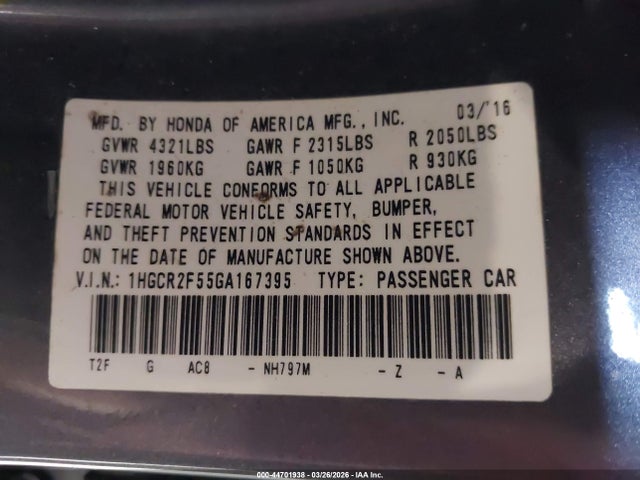 MFD. BY HONDA OF AMERICA MFG., INC. 03/'16
GVWR 4321LBS GAWR F 2315LBS R 2050LBS
GVWR 1960KG GAWR F 1050KG R 930KG
THIS VEHICLE CONFORMS TO ALL APPLICABLE
FEDERAL MOTOR VEHICLE SAFETY, BUMPER,
AND THEFT PREVENTION STANDARDS IN EFFECT
ON THE DATE OF MANUFACTURE SHOWN ABOVE.
V.I.N.: 1HGCR2F55GA167395 TYPE: PASSENGER CAR
T2F G AC8 - NH797M - Z - A
000-44701938 - 03/26/2026 - IAA Inc.